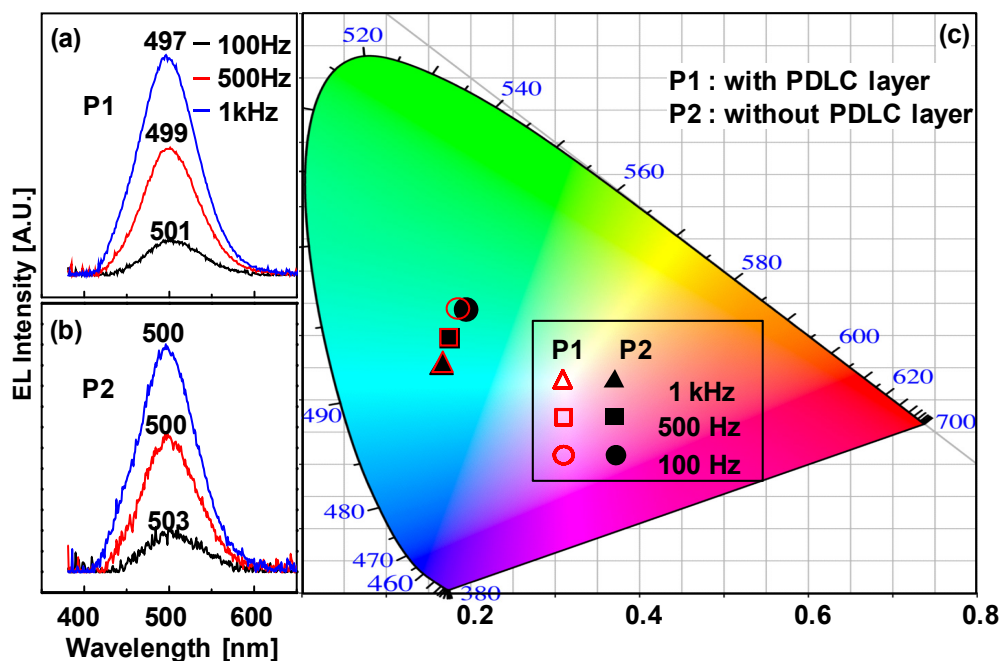 (a)
497
100Hz
500Hz
1kHz
P1
499
501
EL Intensity [A.U.]
(b)
P2
500
500
503
400 500 600
Wavelength [nm]
(c)
P1 : with PDLC layer
P2 : without PDLC layer
520
540
560
580
600
620
700
490
480
470
460
380
P1 P2
1 kHz
500 Hz
100 Hz
0.2 0.4 0.6 0.8